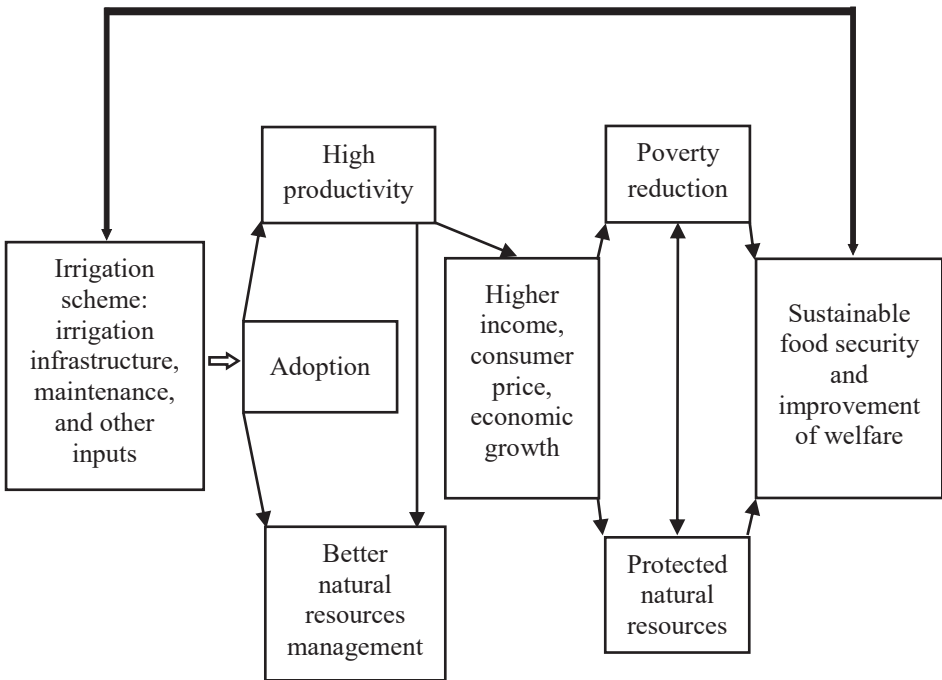 High
productivity
Poverty
reduction
Irrigation
scheme:
irrigation
infrastructure,
maintenance,
and other
inputs
Adoption
Higher
income,
consumer
price,
economic
growth
Sustainable
food security
and
improvement
of welfare
Better
natural
resources
management
Protected
natural
resources